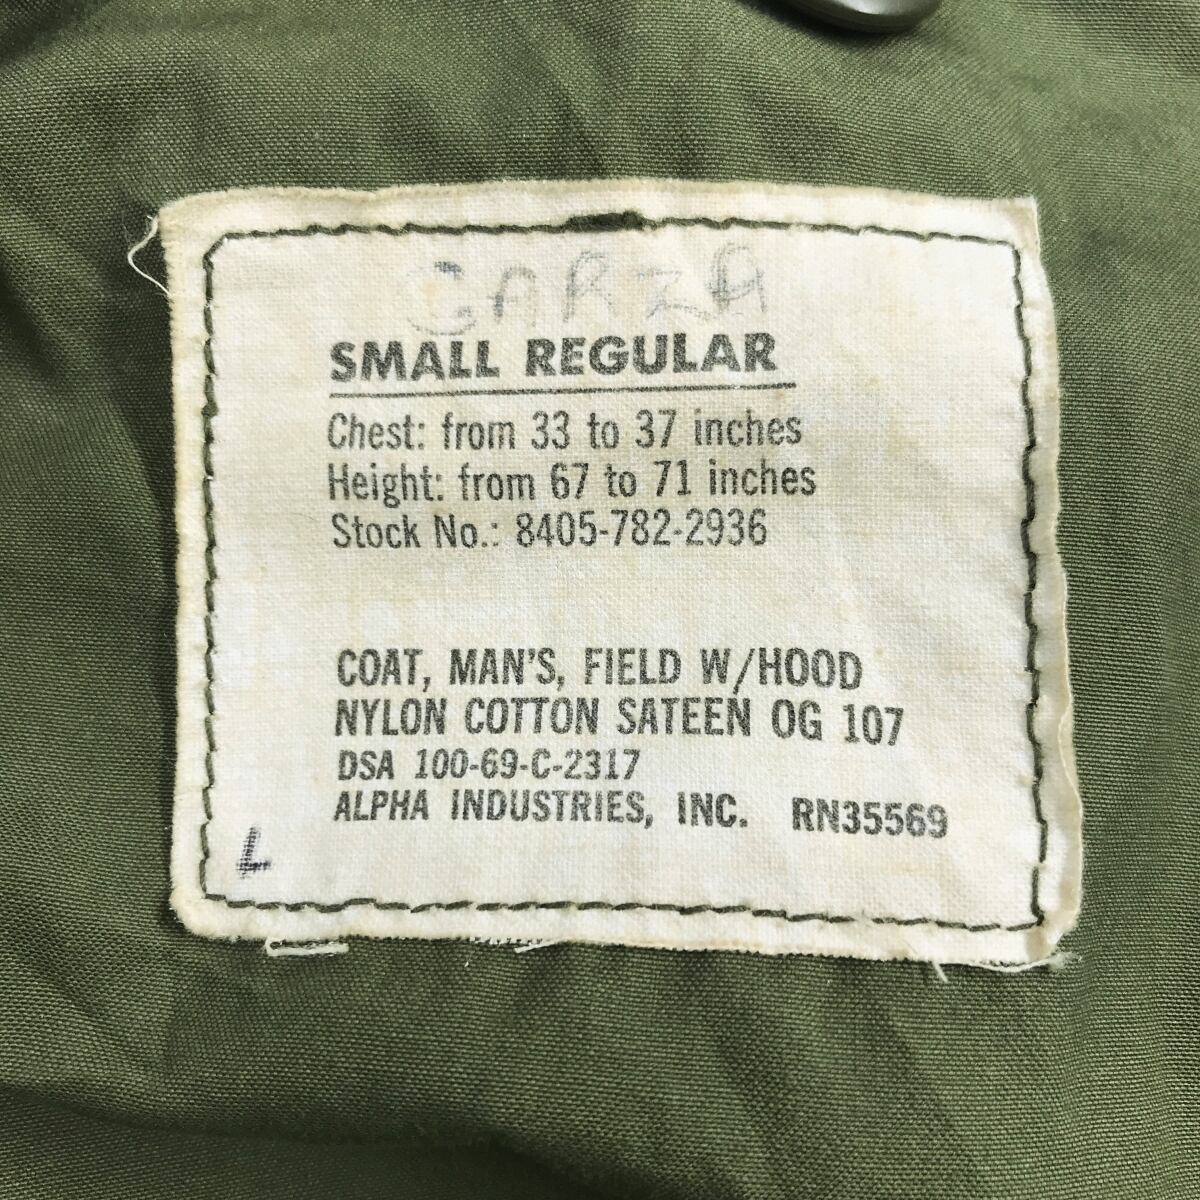 GARZA
SMALL REGULAR
Chest: from 33 to 37 inches
Height: from 67 to 71 inches
Stock No.: 8405-782-2936
COAT, MAN'S, FIELD W/HOOD
NYLON COTTON SATEEN OG 107
DSA 100-69-C-2317
ALPHA INDUSTRIES, INC. RN35569
L